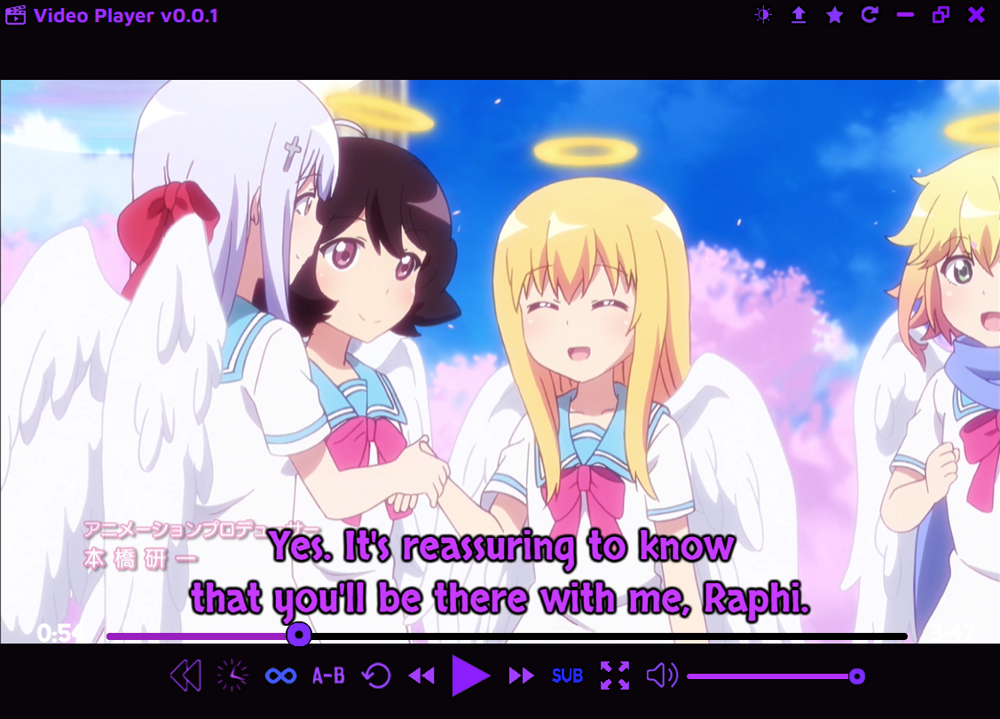 Video Player v0.0.1
アニメーションプロデューサー
本橋研一
Yes. It's reassuring to know
that you'll be there with me, Raphi.
A-B
SUB